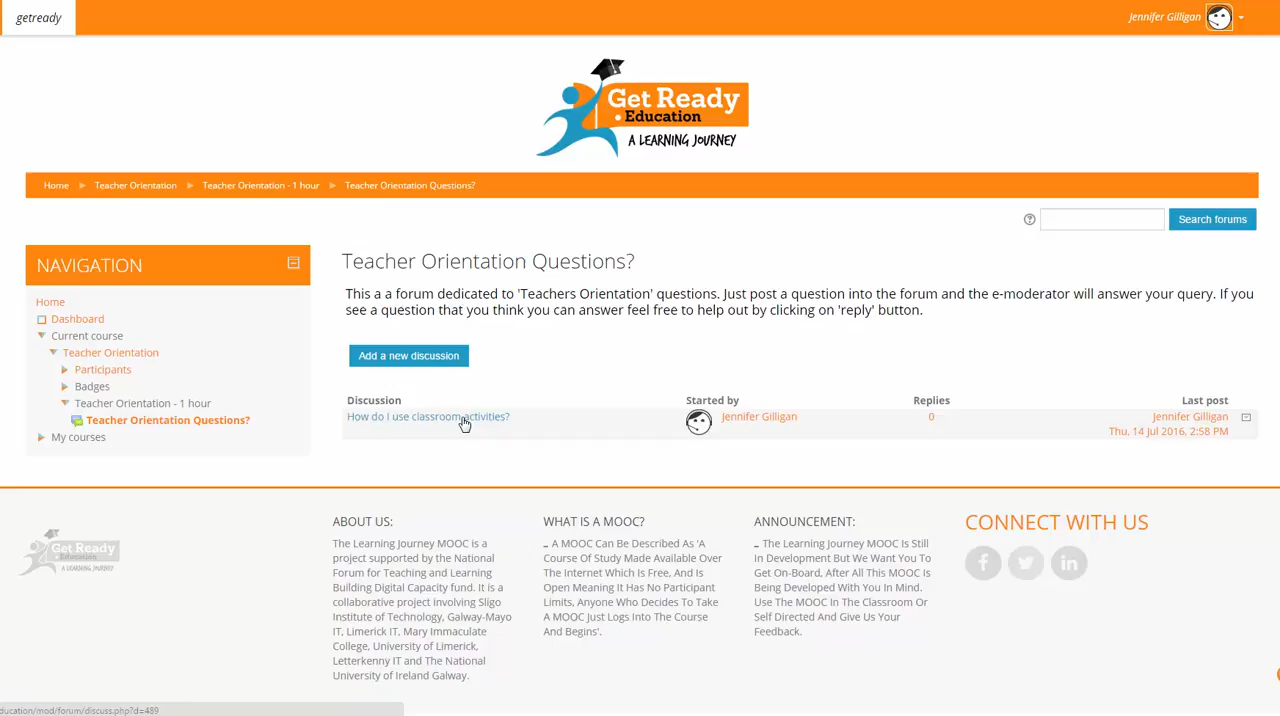 getready
Jennifer Gilligan
Get Ready
Education
A LEARNING JOURNEY
Home Teacher Orientation Teacher Orientation - 1 hour Teacher Orientation Questions?
Search forums
NAVIGATION
Home
Dashboard
Current course
Teacher Orientation
Participants
Badges
Teacher Orientation - 1 hour
Teacher Orientation Questions?
My courses
Teacher Orientation Questions?
This a a forum dedicated to 'Teachers Orientation' questions. Just post a question into the forum and the e-moderator will answer your query. If you
see a question that you think you can answer feel free to help out by clicking on 'reply' button.
Add a new discussion
Discussion Started by Replies Last post
How do I use classroom activities? Jennifer Gilligan 0 Jennifer Gilligan
Thu, 14 Jul 2016, 2:58 PM
Get Ready
Education
A LEARNING JOURNEY
ABOUT US:
The Learning Journey MOOC is a
project supported by the National
Forum for Teaching and Learning
Building Digital Capacity fund. It is a
collaborative project involving Sligo
Institute of Technology, Galway-Mayo
IT, Limerick IT, Mary Immaculate
College, University of Limerick,
Letterkenny IT and The National
University of Ireland Galway.
WHAT IS A MOOC?
_ A MOOC Can Be Described As 'A
Course Of Study Made Available Over
The Internet Which Is Free, And Is
Open Meaning It Has No Participant
Limits, Anyone Who Decides To Take
A MOOC Just Logs Into The Course
And Begins'.
ANNOUNCEMENT:
_ The Learning Journey MOOC Is Still
In Development But We Want You To
Get On-Board, After All This MOOC Is
Being Developed With You In Mind.
Use The MOOC In The Classroom Or
Self Directed And Give Us Your
Feedback.
CONNECT WITH US
ducation/mod/forum/discuss.php?d=489